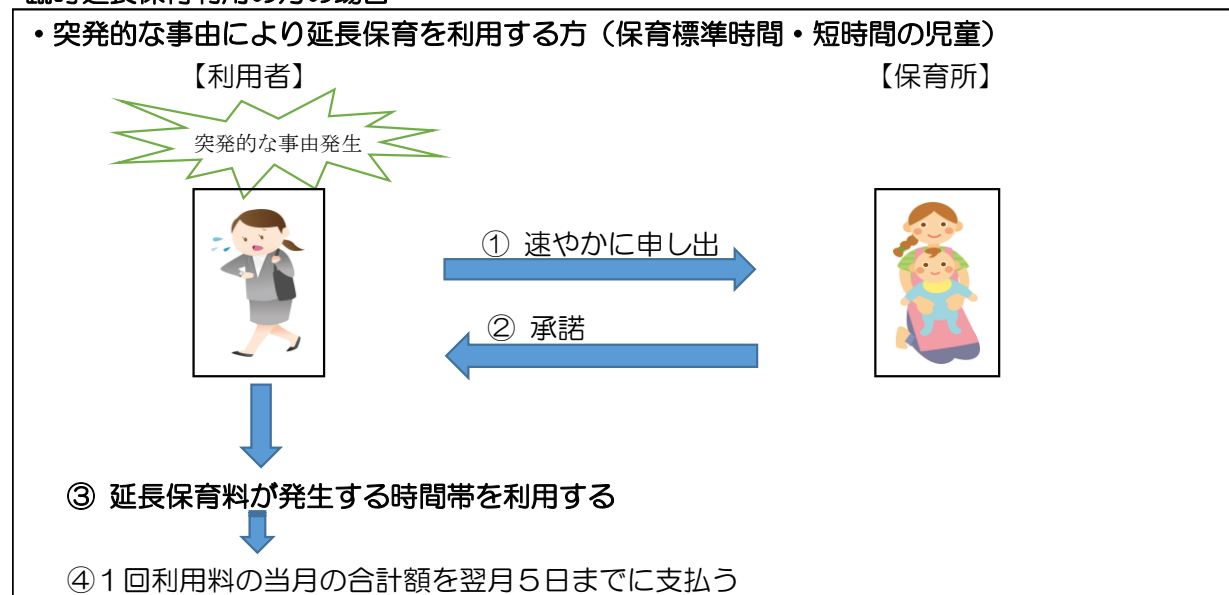 ・突発的な事由により延長保育を利用する方（保育標準時間・短時間の児童）
【利用者】
【保育所】
突発的な事由発生
① 速やかに申し出
② 承諾
③ 延長保育料が発生する時間帯を利用する
④１回利用料の当月の合計額を翌月５日までに支払う